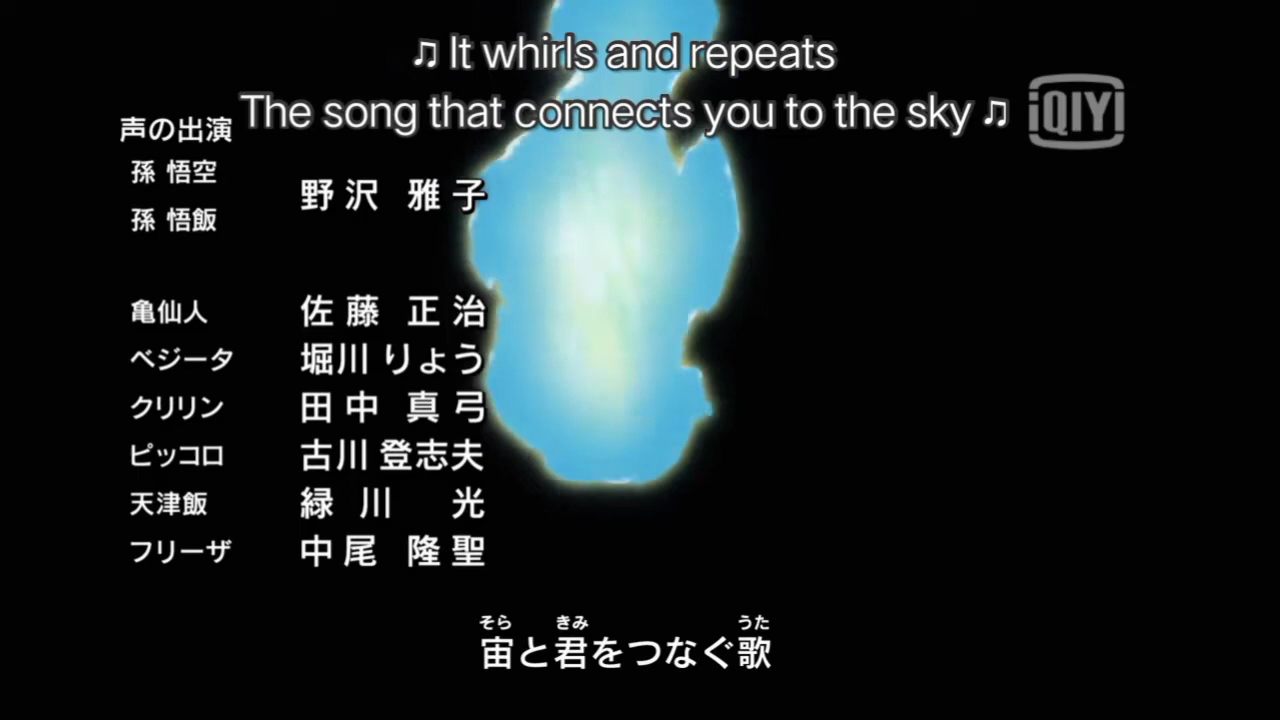 ♫ It whirls and repeats
The song that connects you to the sky ♫
iQIYI
声の出演
孫 悟空
孫 悟飯
野沢 雅子
亀仙人 佐藤 正治
ベジータ 堀川 りょう
クリリン 田中 真弓
ピッコロ 古川 登志夫
天津飯 緑川 光
フリーザ 中尾 隆聖
そら きみ うた
宙と君をつなぐ歌